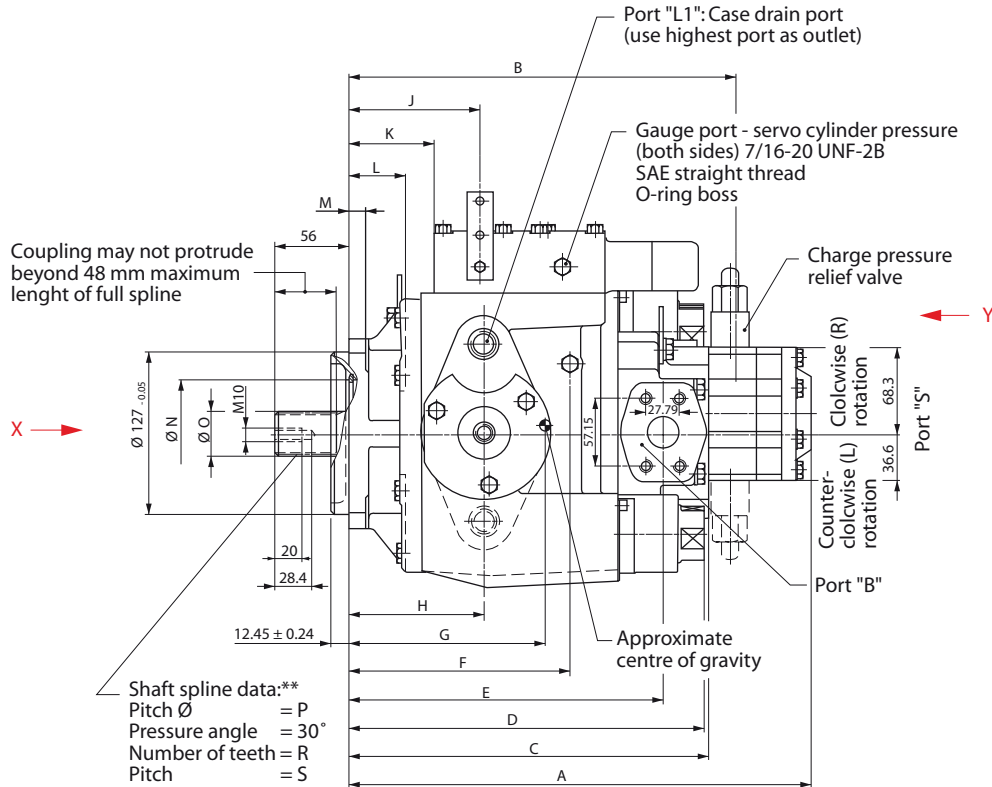 Port "L1": Case drain port
(use highest port as outlet)
B
J
K
L
M
56
Gauge port - servo cylinder pressure
(both sides) 7/16-20 UNF-2B
SAE straight thread
O-ring boss
Coupling may not protrude
beyond 48 mm maximum
lenght of full spline
Charge pressure
relief valve
Y
X
Ø 127 -0.05
Ø N
Ø O
M10
27.79
57.15
Clolcwise (R)
rotation
68.3
Port "S"
36.6
Counter-
clolcwise (L)
rotation
20
28.4
Port "B"
H
12.45 ± 0.24
G
Approximate
centre of gravity
F
E
Shaft spline data:**
Pitch Ø = P
Pressure angle = 30°
Number of teeth = R
Pitch = S
D
C
A